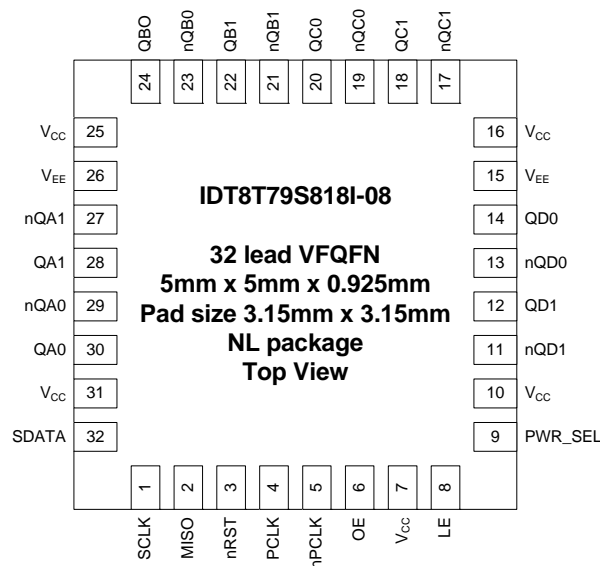 QBO nQB0 QB1 nQB1 QC0 nQC0 QC1 nQC1
24 23 22 21 20 19 18 17
VCC 25
VEE 26
nQA1 27
QA1 28
nQA0 29
QA0 30
VCC 31
SDATA 32
IDT8T79S818I-08
32 lead VFQFN
5mm x 5mm x 0.925mm
Pad size 3.15mm x 3.15mm
NL package
Top View
16 VCC
15 VEE
14 QD0
13 nQD0
12 QD1
11 nQD1
10 VCC
9 PWR_SEL
1 2 3 4 5 6 7 8
SCLK MISO nRST PCLK nPCLK OE VCC LE